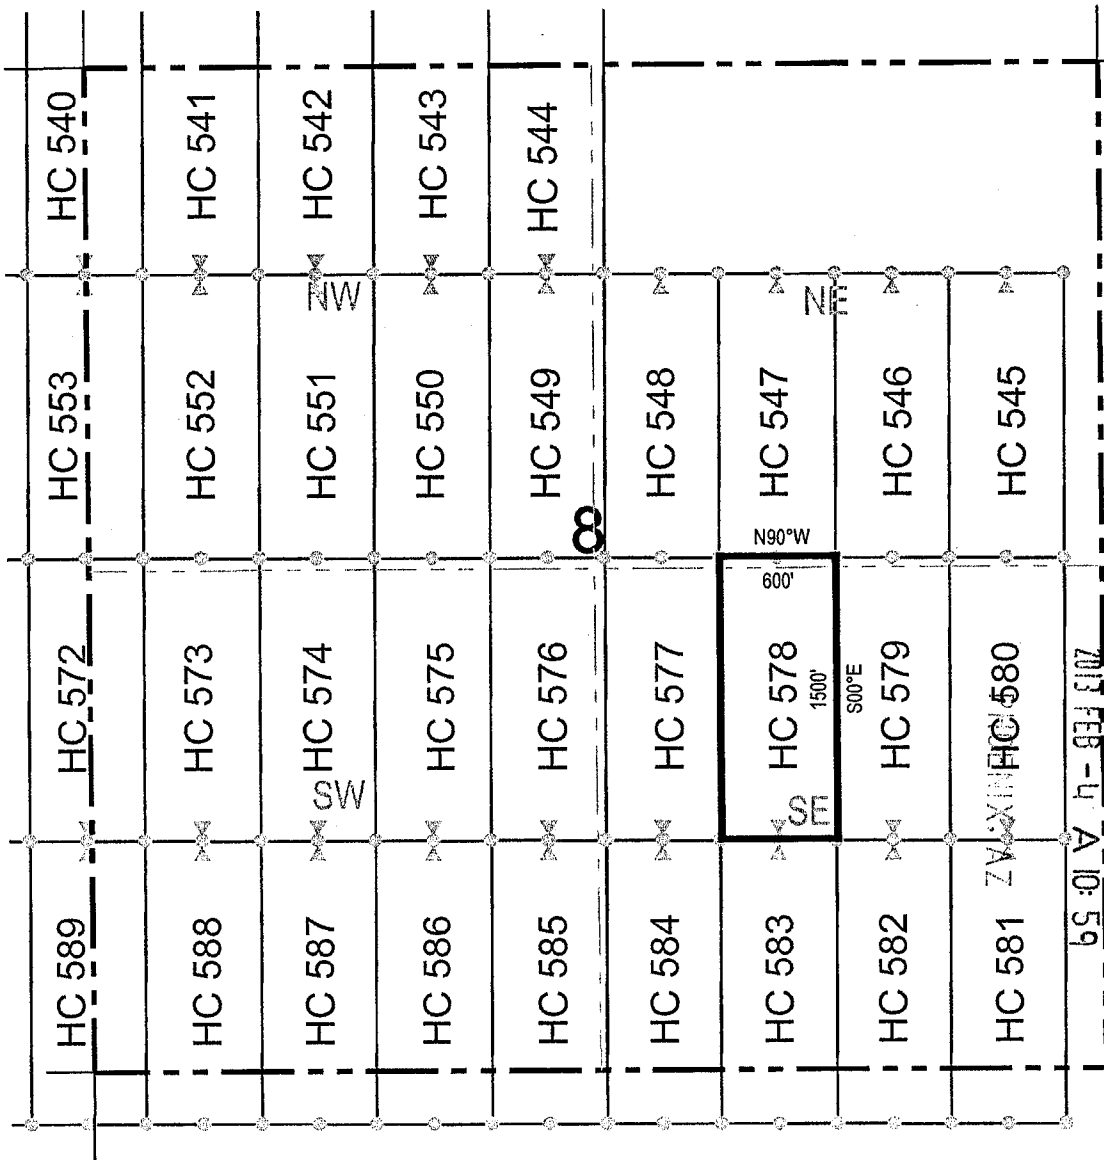 HC 540
HC 541
HC 542
HC 543
HC 544
NW
NE
HC 553
HC 552
HC 551
HC 550
HC 549
HC 548
HC 547
HC 546
HC 545
8
N90°W
600'
HC 572
HC 573
HC 574
HC 575
HC 576
HC 577
HC 578
1500'
S00°E
HC 579
HC 580
SW
SE
PHOENIX, AZ
2013 FEB -4 A 10: 59
HC 589
HC 588
HC 587
HC 586
HC 585
HC 584
HC 583
HC 582
HC 581